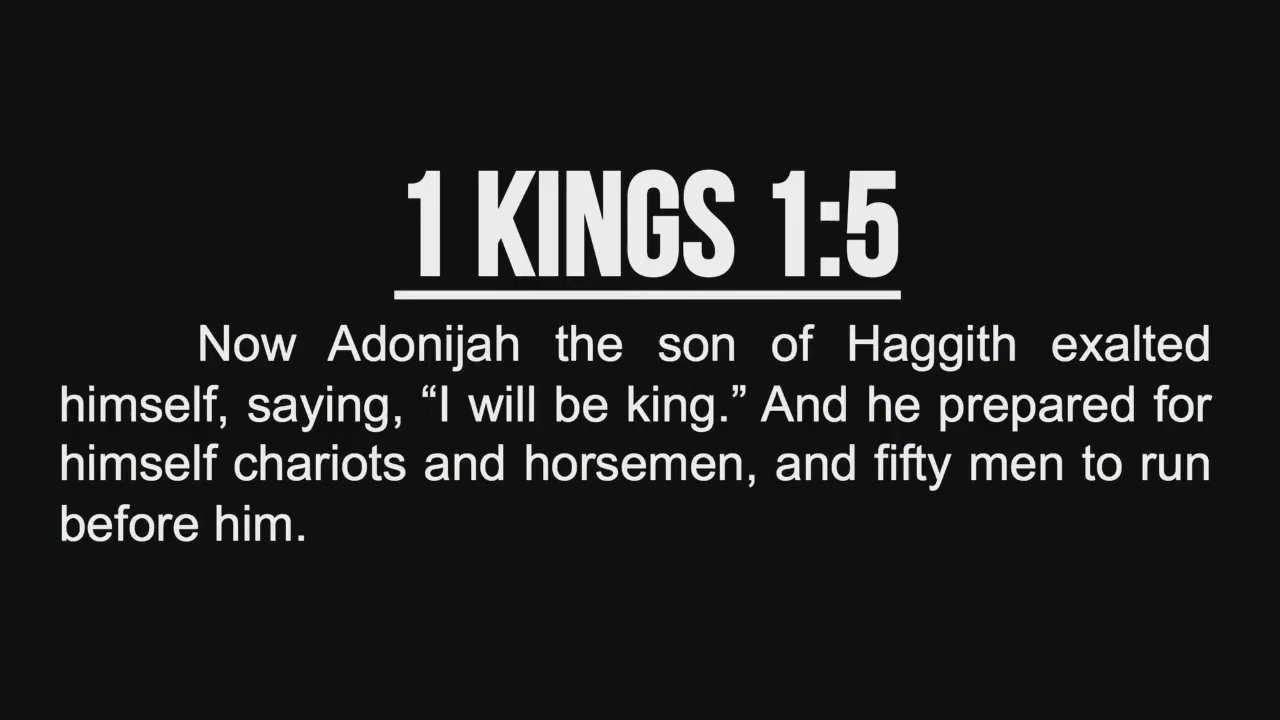 1 KINGS 1:5
Now Adonijah the son of Haggith exalted
himself, saying, “I will be king.” And he prepared for
himself chariots and horsemen, and fifty men to run
before him.